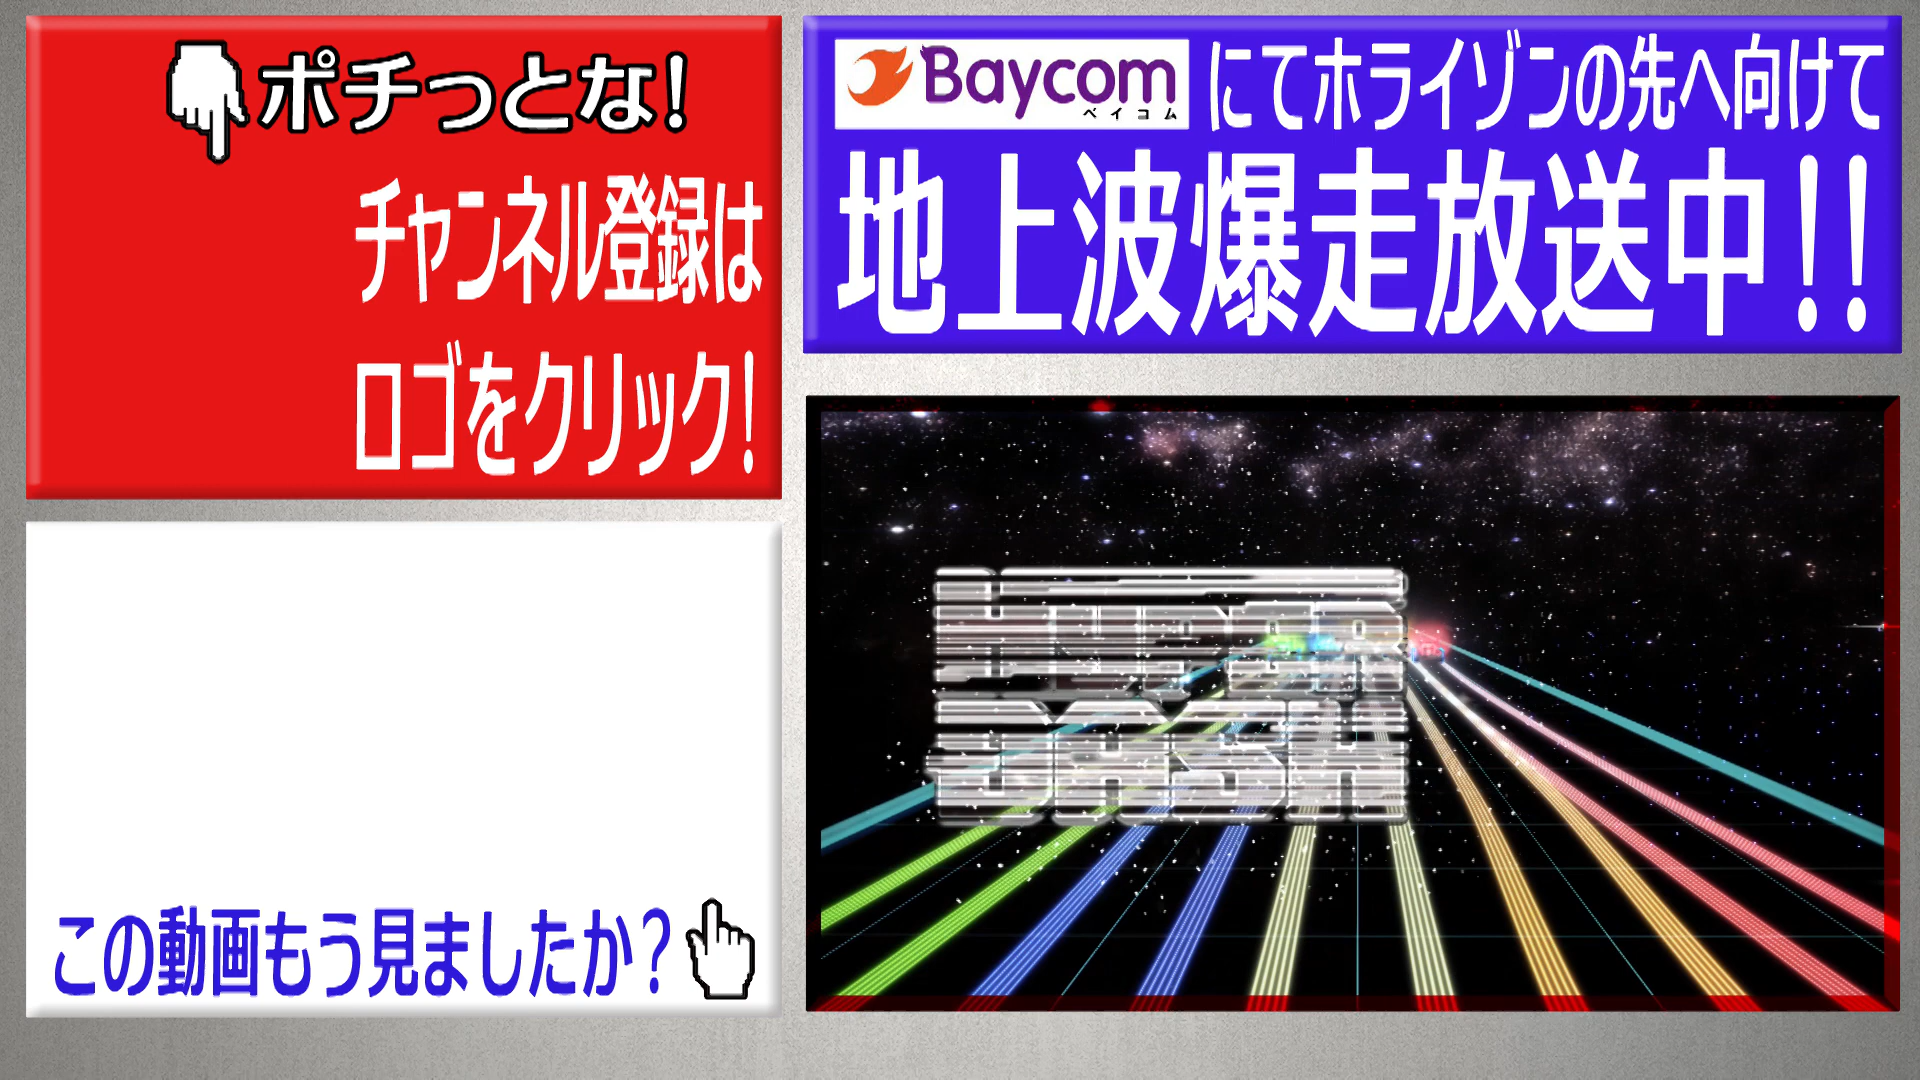 ポチっとな!
チャンネル登録は
ロゴをクリック!
Baycom
ベイコム
にてホライゾンの先へ向けて
地上波爆走放送中!!
HYPER
DASH
この動画もう見ましたか?